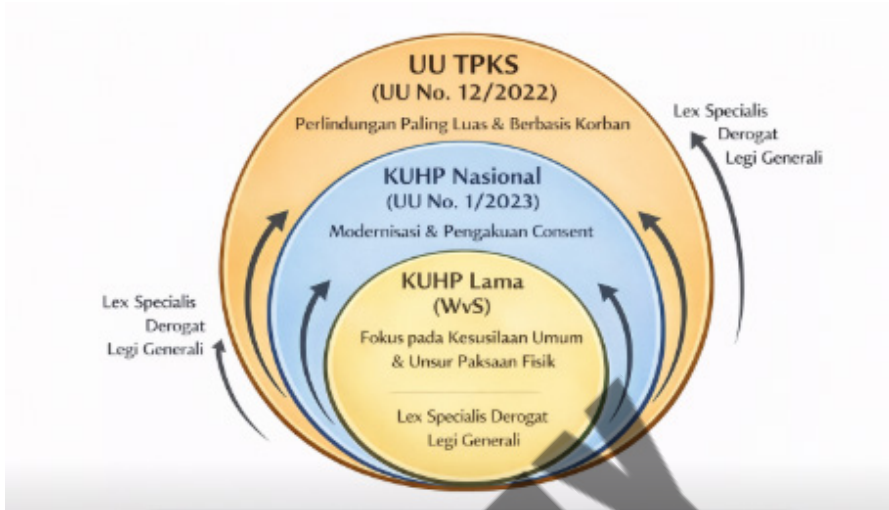 UU TPKS
(UU No. 12/2022)
Perlindungan Paling Luas & Berbasis Korban
Lex Specialis
Derogat
Legi Generali
KUHP Nasional
(UU No. 1/2023)
Modernisasi & Pengakuan Consent
KUHP Lama
(WvS)
Fokus pada Kesusilaan Umum
& Unsur Paksaan Fisik
Lex Specialis Derogat
Legi Generali
Lex Specialis
Derogat
Legi Generali